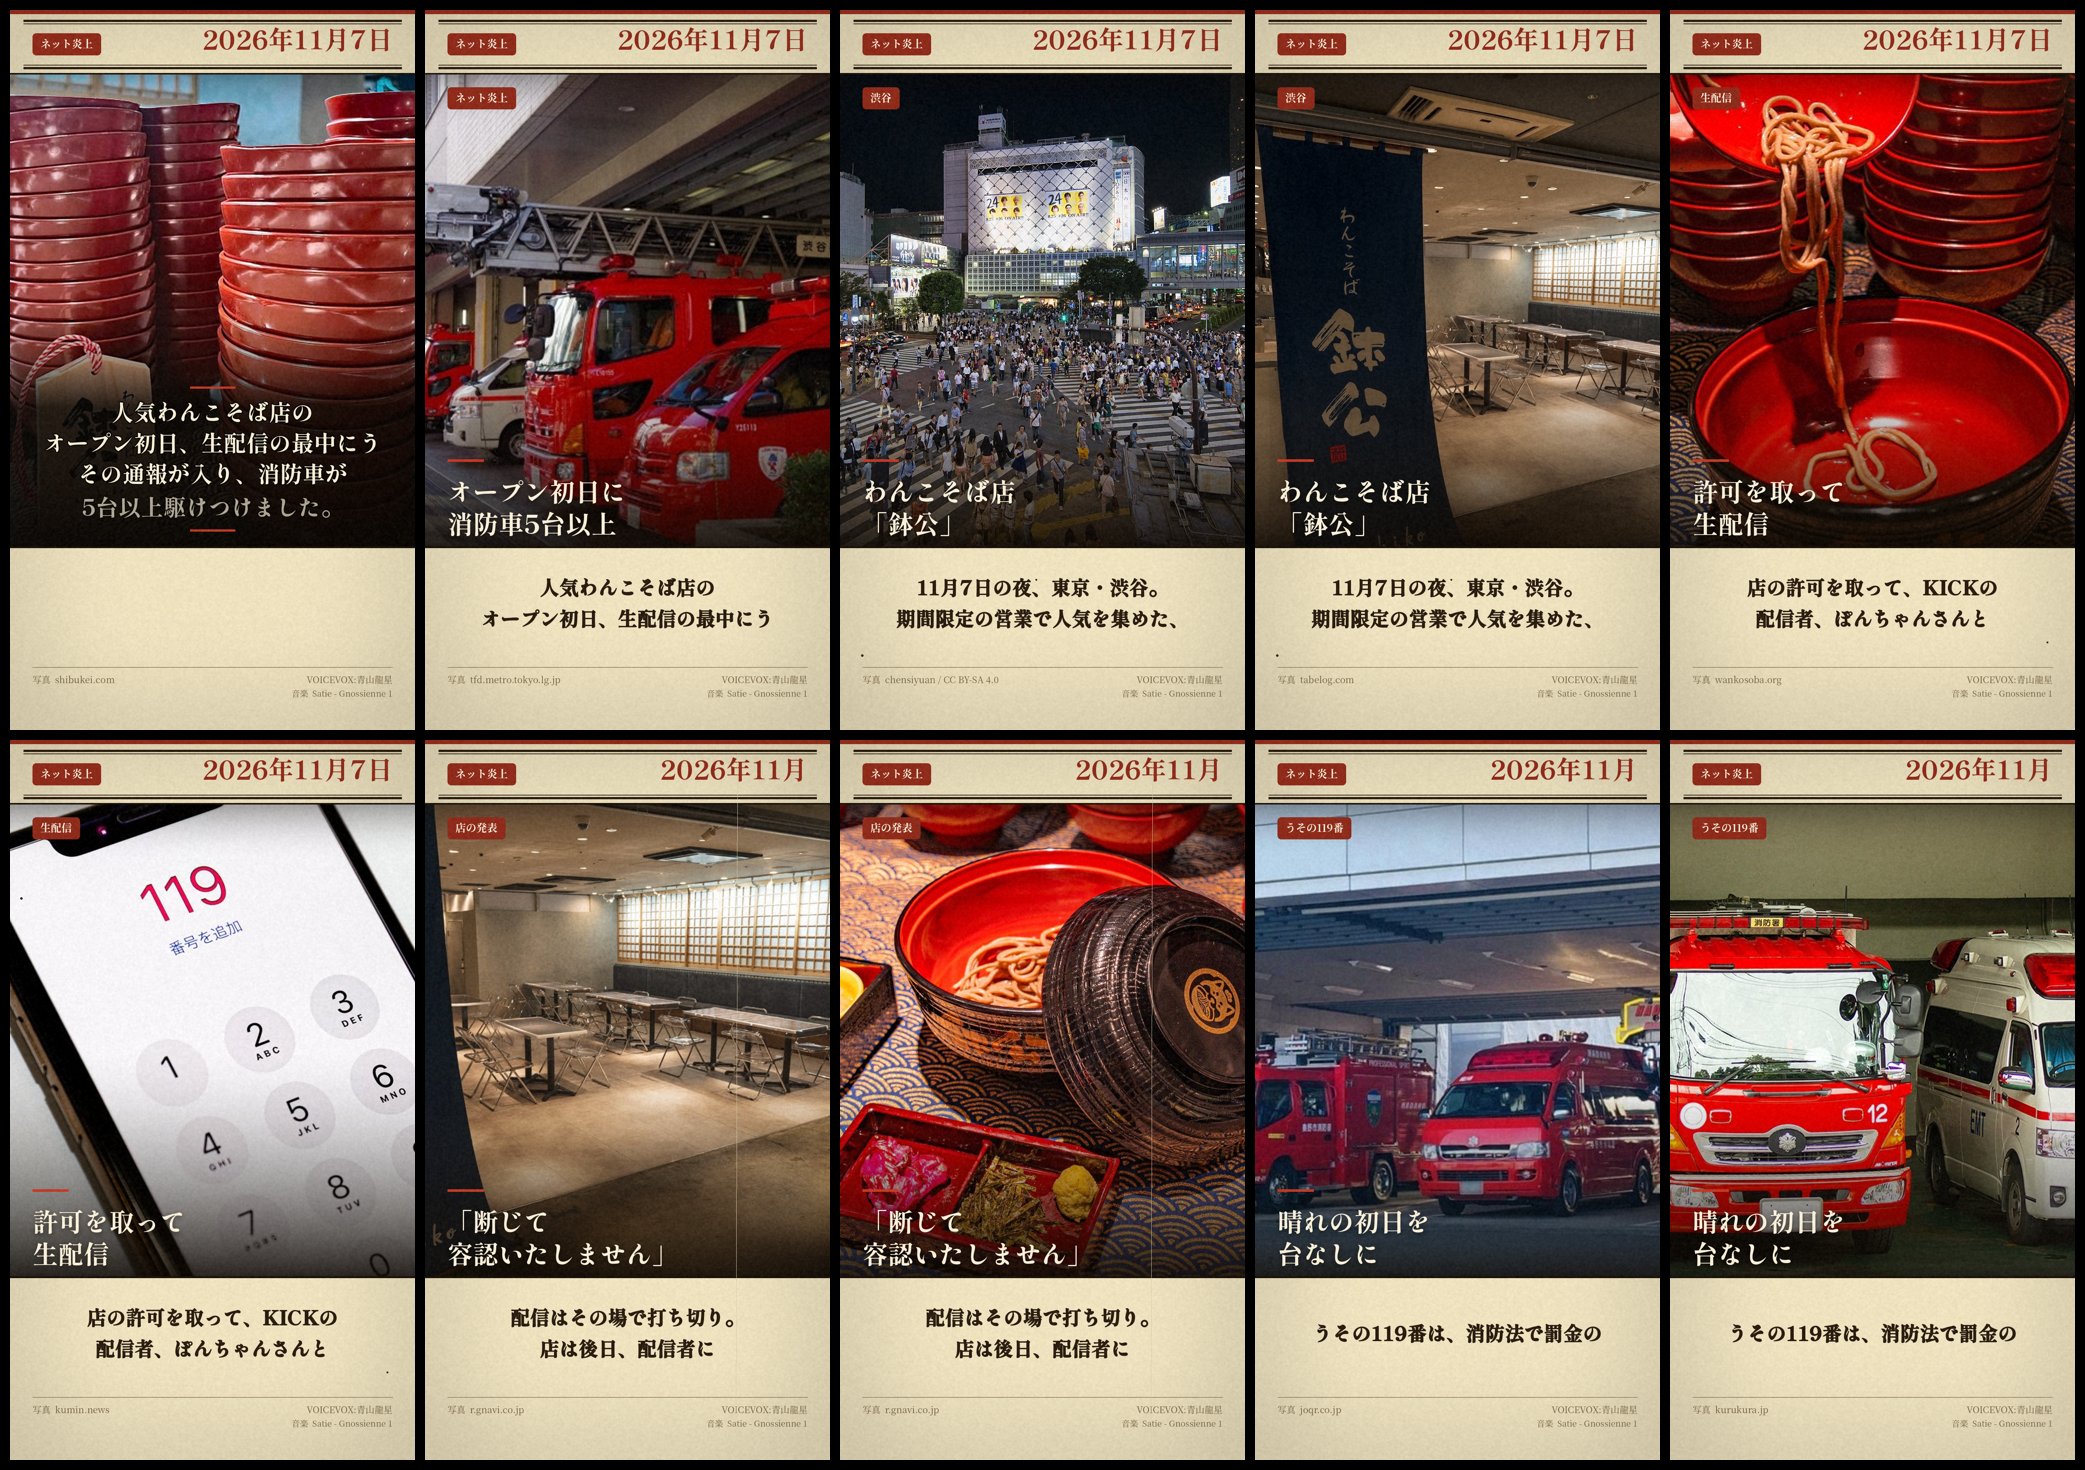 ネット炎上
2026年11月7日
人気わんこそば店の
オープン初日、生配信の最中にう
その通報が入り、消防車が
5台以上駆けつけました。
写真 shibukei.com
VOICEVOX:青山龍星
音楽 Satie - Gnossienne 1
ネット炎上
2026年11月7日
ネット炎上
渋谷
オープン初日に
消防車5台以上
人気わんこそば店の
オープン初日、生配信の最中にう
写真 tfd.metro.tokyo.lg.jp
VOICEVOX:青山龍星
音楽 Satie - Gnossienne 1
ネット炎上
2026年11月7日
渋谷
24
24
わんこそば店
「鉢公」
11月7日の夜、東京・渋谷。
期間限定の営業で人気を集めた、
写真 chensiyuan / CC BY-SA 4.0
VOICEVOX:青山龍星
音楽 Satie - Gnossienne 1
ネット炎上
2026年11月7日
渋谷
わんこそば
鉢公
わんこそば店
「鉢公」
11月7日の夜、東京・渋谷。
期間限定の営業で人気を集めた、
写真 tabelog.com
VOICEVOX:青山龍星
音楽 Satie - Gnossienne 1
ネット炎上
2026年11月7日
生配信
許可を取って
生配信
店の許可を取って、KICKの
配信者、ぽんちゃんさんと
写真 wankosoba.org
VOICEVOX:青山龍星
音楽 Satie - Gnossienne 1
ネット炎上
2026年11月7日
生配信
119
番号を追加
1
2 ABC
3 DEF
4 GHI
5 JKL
6 MNO
7 PQRS
8 TUV
0
許可を取って
生配信
店の許可を取って、KICKの
配信者、ぽんちゃんさんと
写真 kumin.news
VOICEVOX:青山龍星
音楽 Satie - Gnossienne 1
ネット炎上
2026年11月
店の発表
ko
「断じて
容認いたしません」
配信はその場で打ち切り。
店は後日、配信者に
写真 r.gnavi.co.jp
VOICEVOX:青山龍星
音楽 Satie - Gnossienne 1
ネット炎上
2026年11月
店の発表
「断じて
容認いたしません」
配信はその場で打ち切り。
店は後日、配信者に
写真 r.gnavi.co.jp
VOICEVOX:青山龍星
音楽 Satie - Gnossienne 1
ネット炎上
2026年11月
うその119番
晴れの初日を
台なしに
うその119番は、消防法で罰金の
写真 joqr.co.jp
VOICEVOX:青山龍星
音楽 Satie - Gnossienne 1
ネット炎上
2026年11月
うその119番
消防署
12
EMT
2
晴れの初日を
台なしに
うその119番は、消防法で罰金の
写真 kurukura.jp
VOICEVOX:青山龍星
音楽 Satie - Gnossienne 1